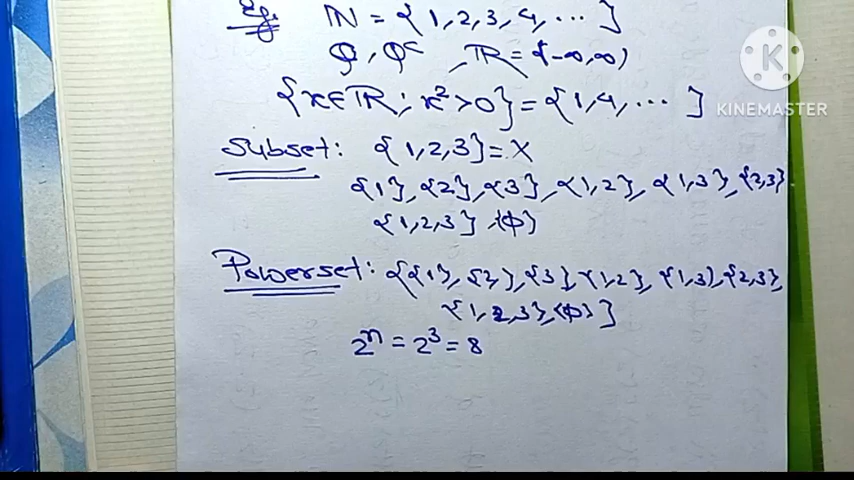 Eg. ℕ = {1,2,3,4,...}
ℚ, ℚᶜ, ℝ = (-∞,∞)
{x∈ℝ; x²>0} = {1,4,...}
KINEMASTER
Subset: {1,2,3} = X
{1}, {2}, {3}, {1,2}, {1,3}, {2,3}
{1,2,3}, {φ}
Powerset: {{1}, {2}, {3}, {1,2}, {1,3}, {2,3},
{1,2,3}, {φ}}
2ⁿ = 2³ = 8